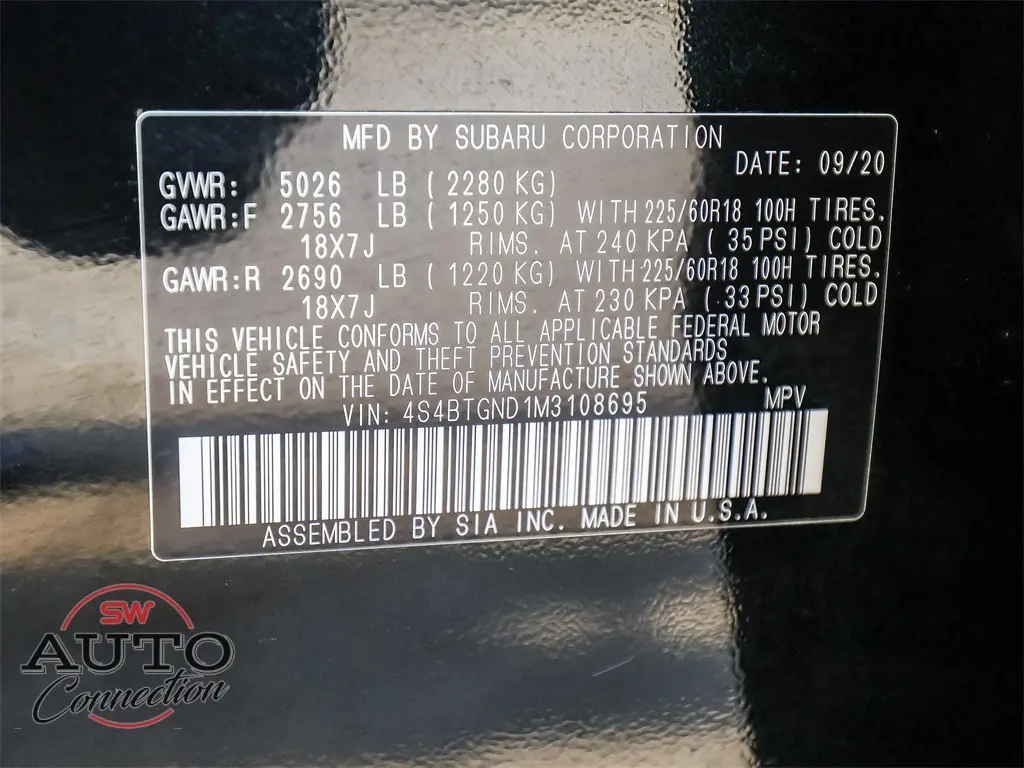 MFD BY SUBARU CORPORATION
DATE: 09/20
GVWR: 5026 LB ( 2280 KG)
GAWR:F 2756 LB ( 1250 KG) WITH 225/60R18 100H TIRES.
18X7J RIMS. AT 240 KPA ( 35 PSI) COLD
GAWR:R 2690 LB ( 1220 KG) WITH 225/60R18 100H TIRES.
18X7J RIMS. AT 230 KPA ( 33 PSI) COLD
THIS VEHICLE CONFORMS TO ALL APPLICABLE FEDERAL MOTOR
VEHICLE SAFETY AND THEFT PREVENTION STANDARDS
IN EFFECT ON THE DATE OF MANUFACTURE SHOWN ABOVE.
VIN: 4S4BTGND1M3108695 MPV
ASSEMBLED BY SIA INC. MADE IN U.S.A.
SW
AUTO
Connection